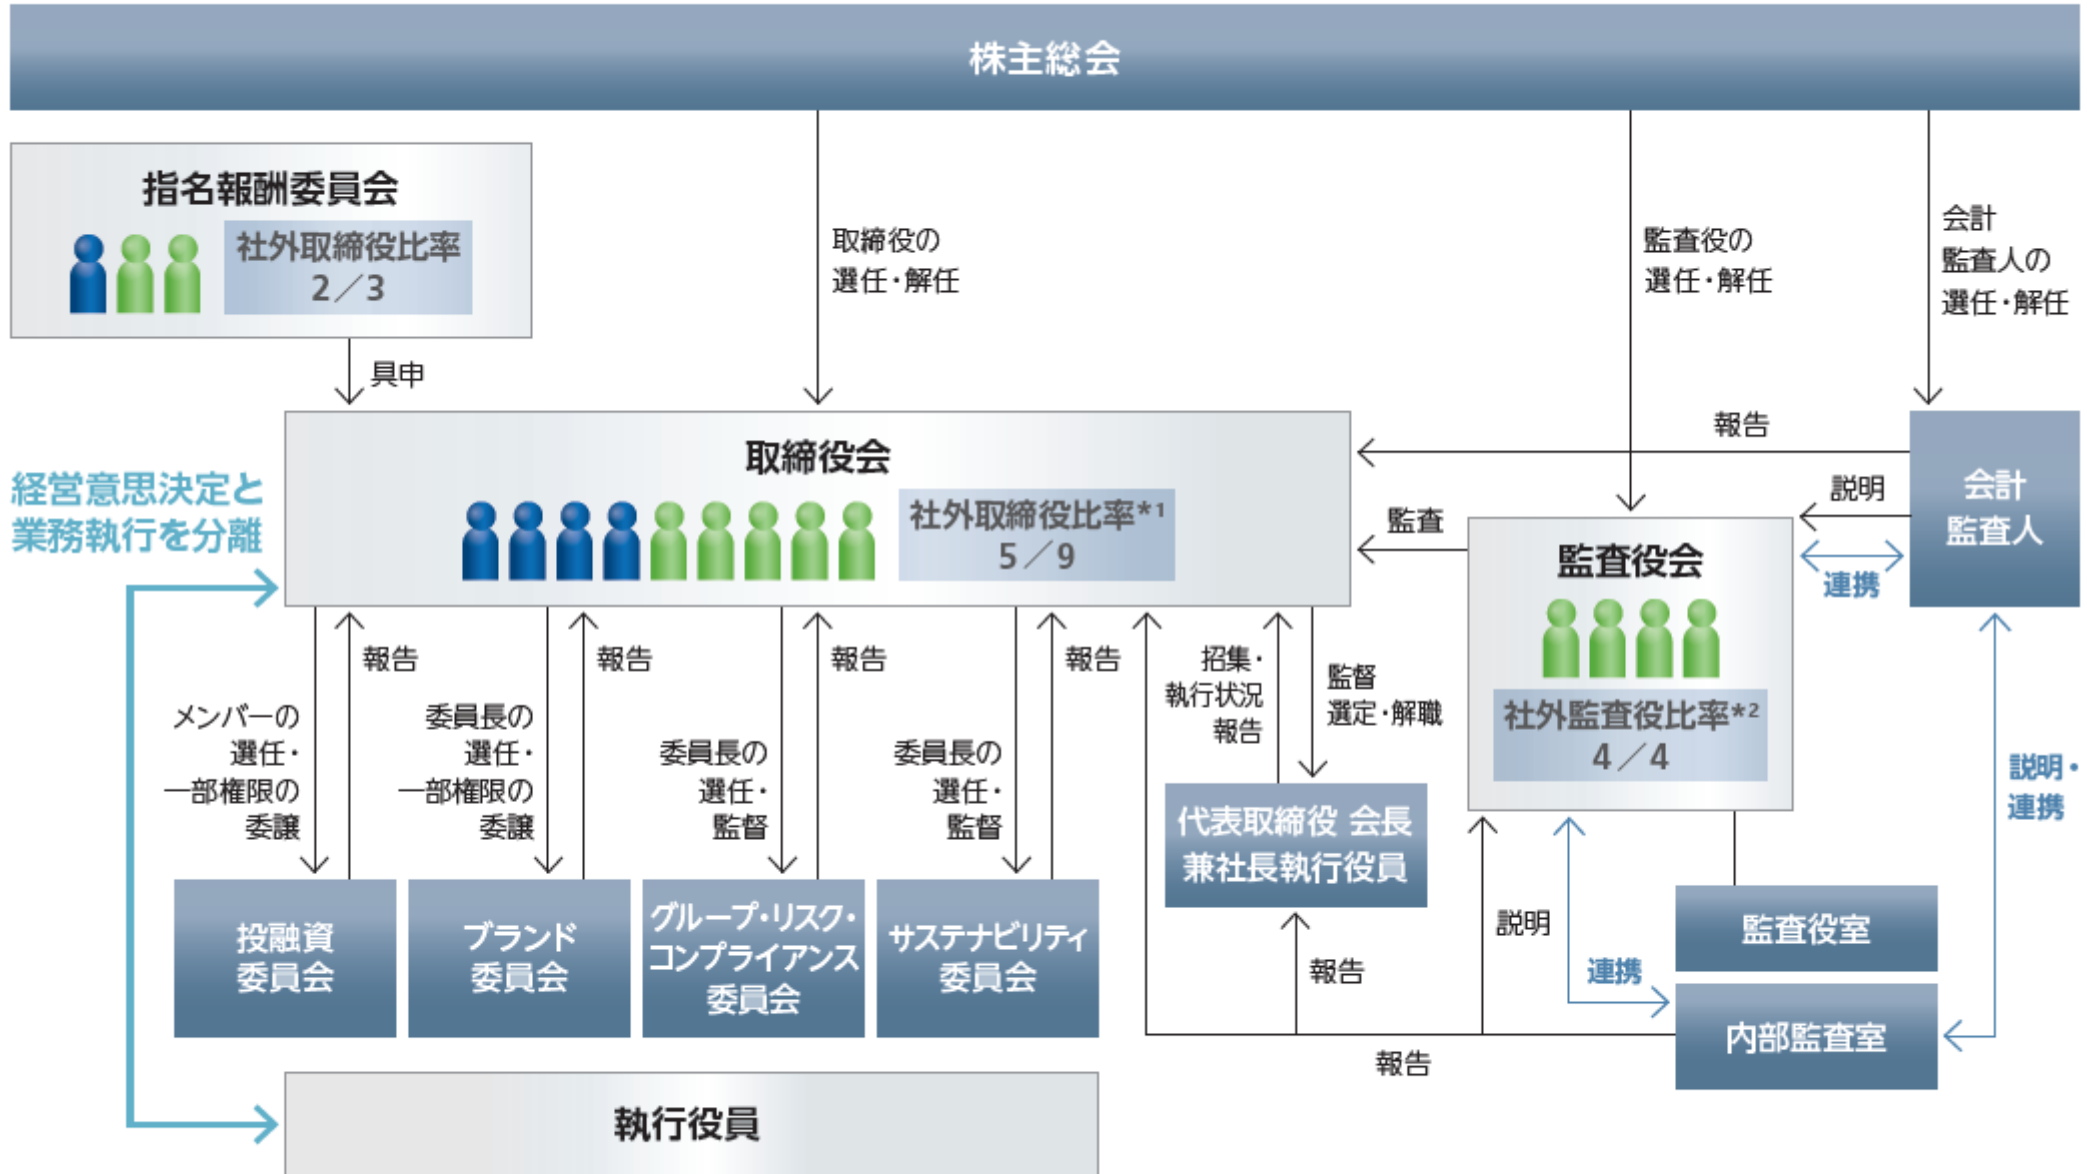 株主総会
指名報酬委員会
社外取締役比率
2／3
具申
取締役の
選任・解任
監査役の
選任・解任
会計
監査人の
選任・解任
経営意思決定と
業務執行を分離
取締役会
社外取締役比率*1
5／9
報告
説明
監査
連携
会計
監査人
監査役会
社外監査役比率*2
4／4
メンバーの
選任・
一部権限の
委譲
報告
委員長の
選任・
一部権限の
委譲
報告
委員長の
選任・
監督
報告
委員長の
選任・
監督
報告
招集・
執行状況
報告
監督
選定・解職
説明・
連携
代表取締役 会長
兼社長執行役員
投融資
委員会
ブランド
委員会
グループ・リスク・
コンプライアンス
委員会
サステナビリティ
委員会
報告
説明
連携
監査役室
内部監査室
報告
執行役員